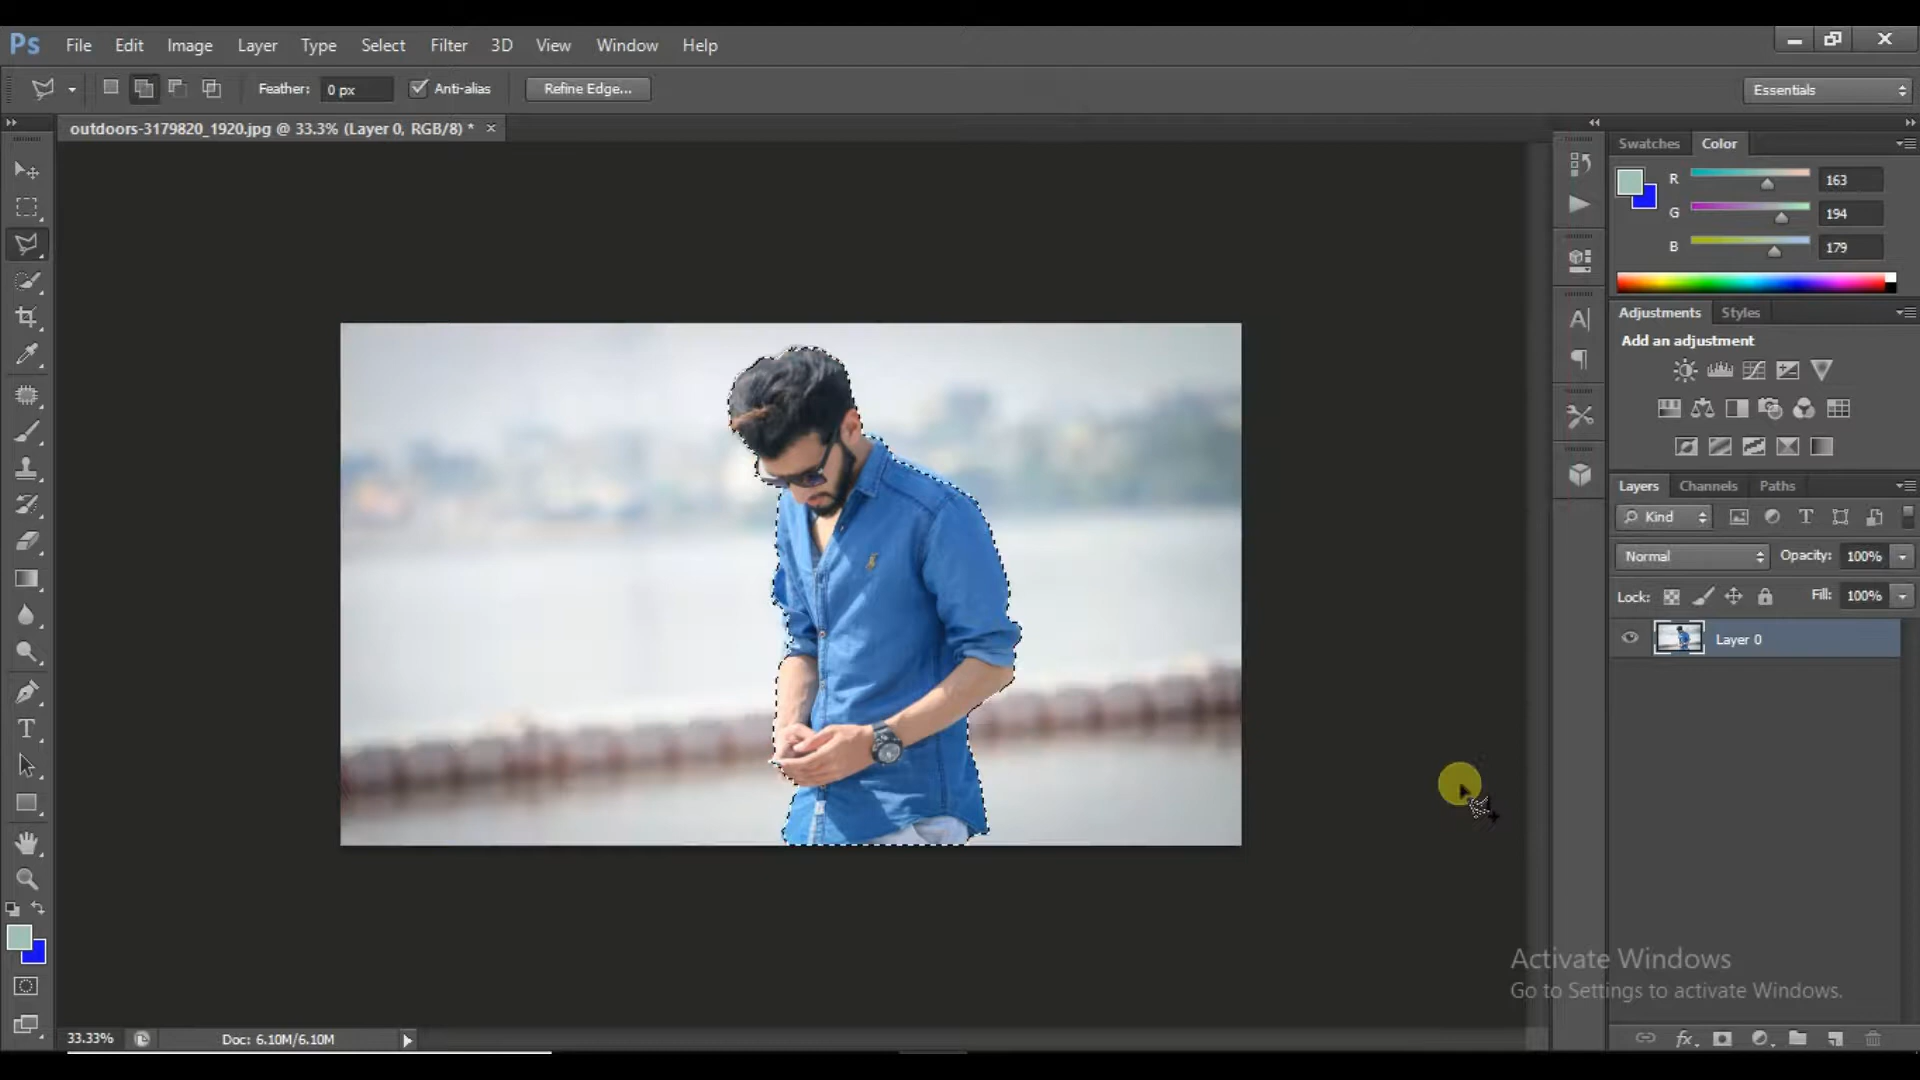 Ps File Edit Image Layer Type Select Filter 3D View Window Help
Feather: 0 px Anti-alias Refine Edge... Essentials
outdoors-3179820_1920.jpg @ 33.3% (Layer 0, RGB/8) * ×
Swatches Color
R 163
G 194
B 179
Adjustments Styles
Add an adjustment
Layers Channels Paths
Kind
Normal Opacity: 100%
Lock: Fill: 100%
Layer 0
Activate Windows
Go to Settings to activate Windows.
33.33% Doc: 6.10M/6.10M